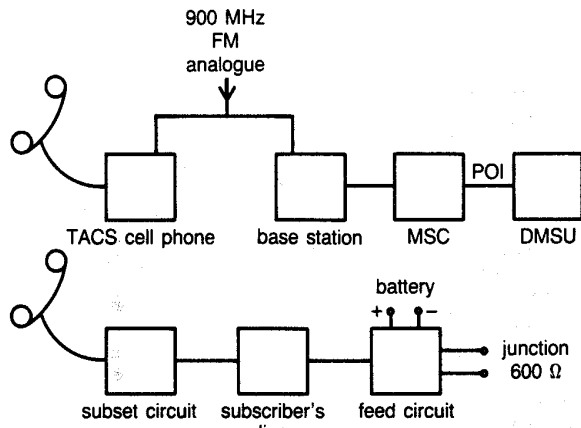 900 MHz
FM
analogue
POI
TACS cell phone base station MSC DMSU
battery
+ −
junction
600 Ω
subset circuit subscriber's feed circuit